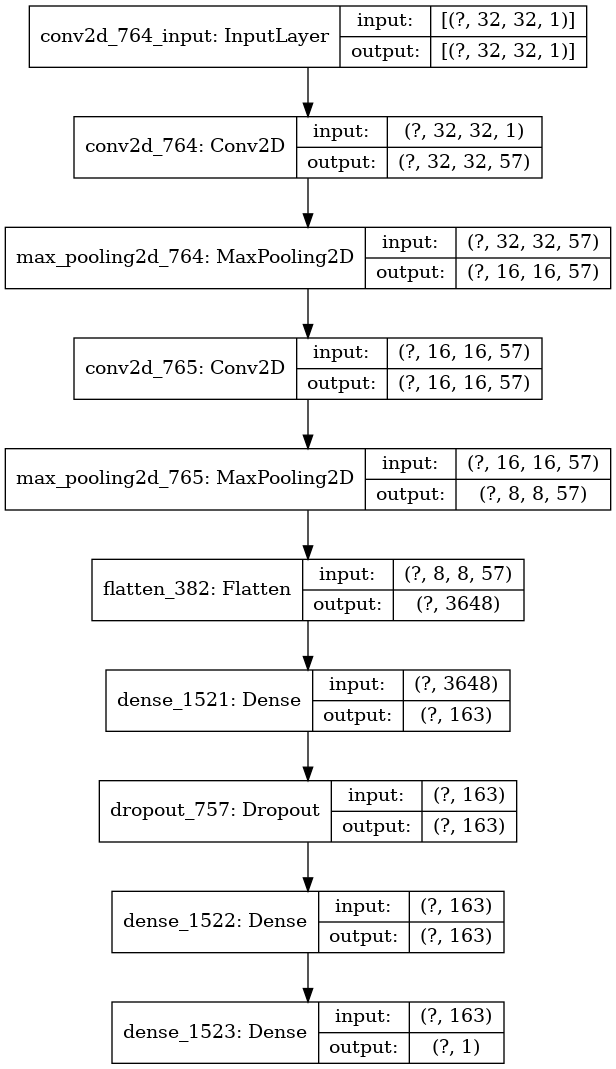 conv2d_764_input: InputLayer
input: [(?, 32, 32, 1)]
output: [(?, 32, 32, 1)]
conv2d_764: Conv2D
input: (?, 32, 32, 1)
output: (?, 32, 32, 57)
max_pooling2d_764: MaxPooling2D
input: (?, 32, 32, 57)
output: (?, 16, 16, 57)
conv2d_765: Conv2D
input: (?, 16, 16, 57)
output: (?, 16, 16, 57)
max_pooling2d_765: MaxPooling2D
input: (?, 16, 16, 57)
output: (?, 8, 8, 57)
flatten_382: Flatten
input: (?, 8, 8, 57)
output: (?, 3648)
dense_1521: Dense
input: (?, 3648)
output: (?, 163)
dropout_757: Dropout
input: (?, 163)
output: (?, 163)
dense_1522: Dense
input: (?, 163)
output: (?, 163)
dense_1523: Dense
input: (?, 163)
output: (?, 1)